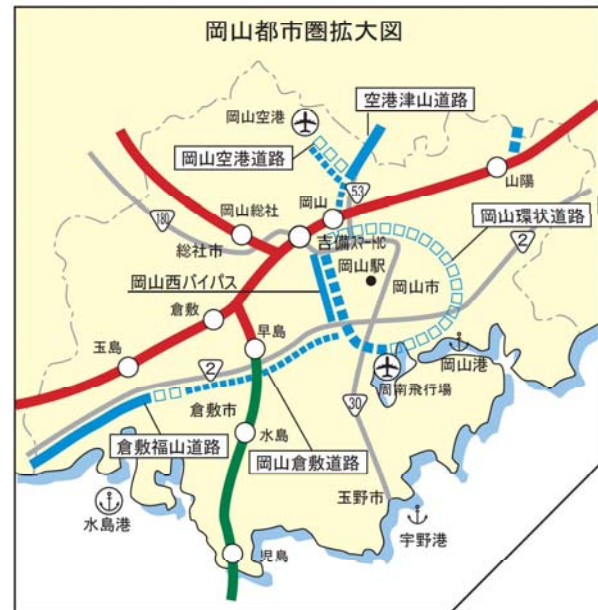 岡山都市圏拡大図
空港津山道路
岡山空港
岡山空港道路
53
山陽
岡山
180
岡山総社
岡山環状道路
総社市
吉備スマートIC
2
岡山駅
岡山西バイパス
岡山市
倉敷
早島
玉島
岡山港
2
周南飛行場
倉敷市
30
倉敷福山道路
水島
岡山倉敷道路
玉野市
水島港
宇野港
児島